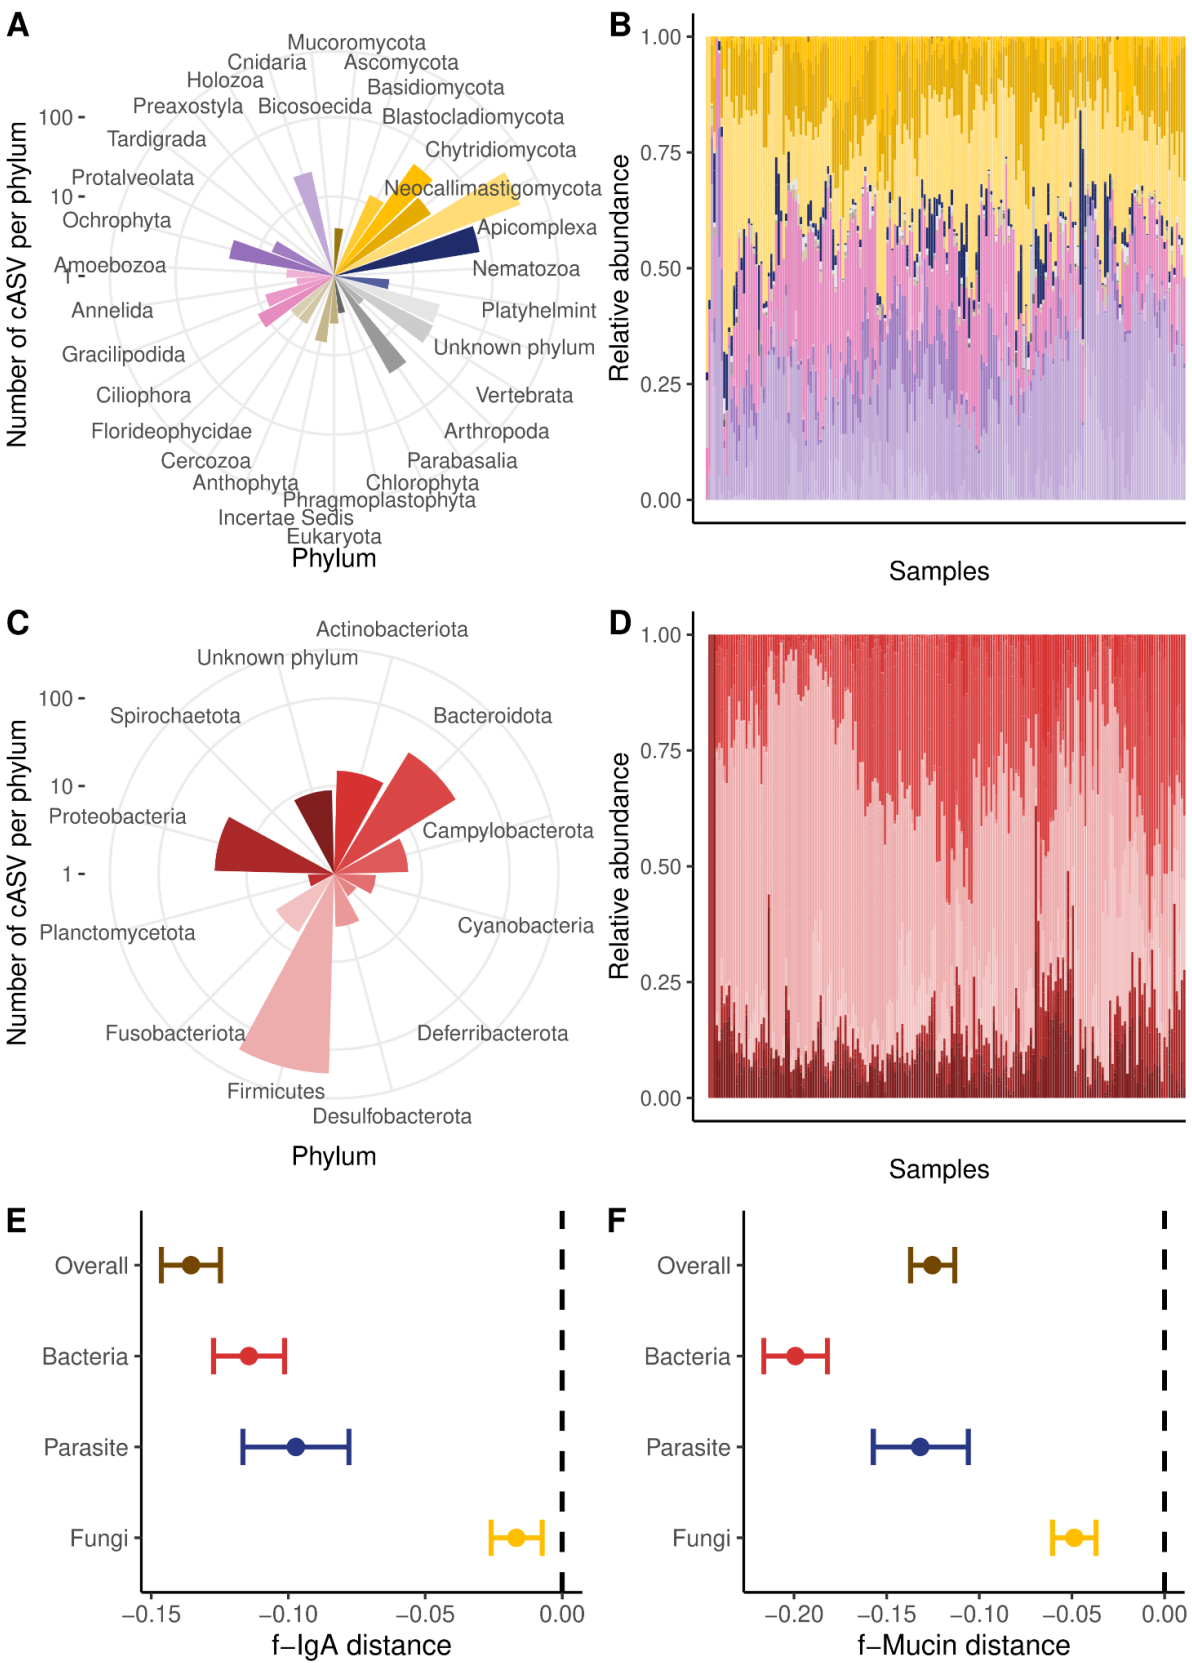 A
B
Mucoromycota
Cnidaria
Ascomycota
Holozoa
Basidiomycota
Preaxostyla
Bicosoecida
Blastocladiomycota
Tardigrada
Chytridiomycota
Protalveolata
Neocallimastigomycota
Ochrophyta
Apicomplexa
Amoebozoa
Nematozoa
Annelida
Platyhelmint
Gracilipodida
Unknown phylum
Ciliophora
Vertebrata
Florideophycidae
Arthropoda
Cercozoa
Parabasalia
Anthophyta
Chlorophyta
Phragmoplastophyta
Incertae Sedis
Eukaryota
Phylum
Number of cASV per phylum
100
10
1
Relative abundance
1.00
0.75
0.50
0.25
0.00
Samples
C
D
Actinobacteriota
Unknown phylum
Spirochaetota
Bacteroidota
Proteobacteria
Campylobacterota
Planctomycetota
Cyanobacteria
Fusobacteriota
Deferribacterota
Firmicutes
Desulfobacterota
Phylum
Number of cASV per phylum
100
10
1
Relative abundance
1.00
0.75
0.50
0.25
0.00
Samples
E
Overall
Bacteria
Parasite
Fungi
−0.15 −0.10 −0.05 0.00
f−IgA distance
F
Overall
Bacteria
Parasite
Fungi
−0.20 −0.15 −0.10 −0.05 0.00
f−Mucin distance